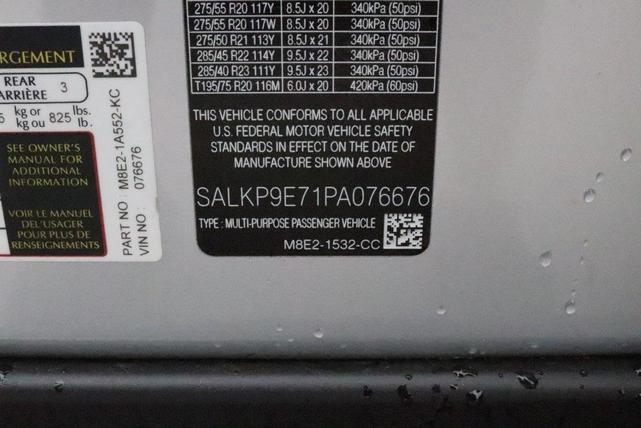 RGEMENT
REAR
ARRIÈRE 3
kg or lbs.
kg ou 825 lb.
SEE OWNER'S
MANUAL FOR
ADDITIONAL
INFORMATION
VOIR LE MANUEL
DEL'USAGER
POUR PLUS DE
RENSEIGNEMENTS
PART NO : M8E2-1A552-KC
VIN NO : 076676
275/55 R20 117Y 8.5J x 20 340kPa (50psi)
275/55 R20 117W 8.5J x 20 340kPa (50psi)
275/50 R21 113Y 8.5J x 21 340kPa (50psi)
285/45 R22 114Y 9.5J x 22 340kPa (50psi)
285/40 R23 111Y 9.5J x 23 340kPa (50psi)
T195/75 R20 116M 6.0J x 20 420kPa (60psi)
THIS VEHICLE CONFORMS TO ALL APPLICABLE
U.S. FEDERAL MOTOR VEHICLE SAFETY
STANDARDS IN EFFECT ON THE DATE OF
MANUFACTURE SHOWN ABOVE
SALKP9E71PA076676
TYPE : MULTI-PURPOSE PASSENGER VEHICLE
M8E2-1532-CC